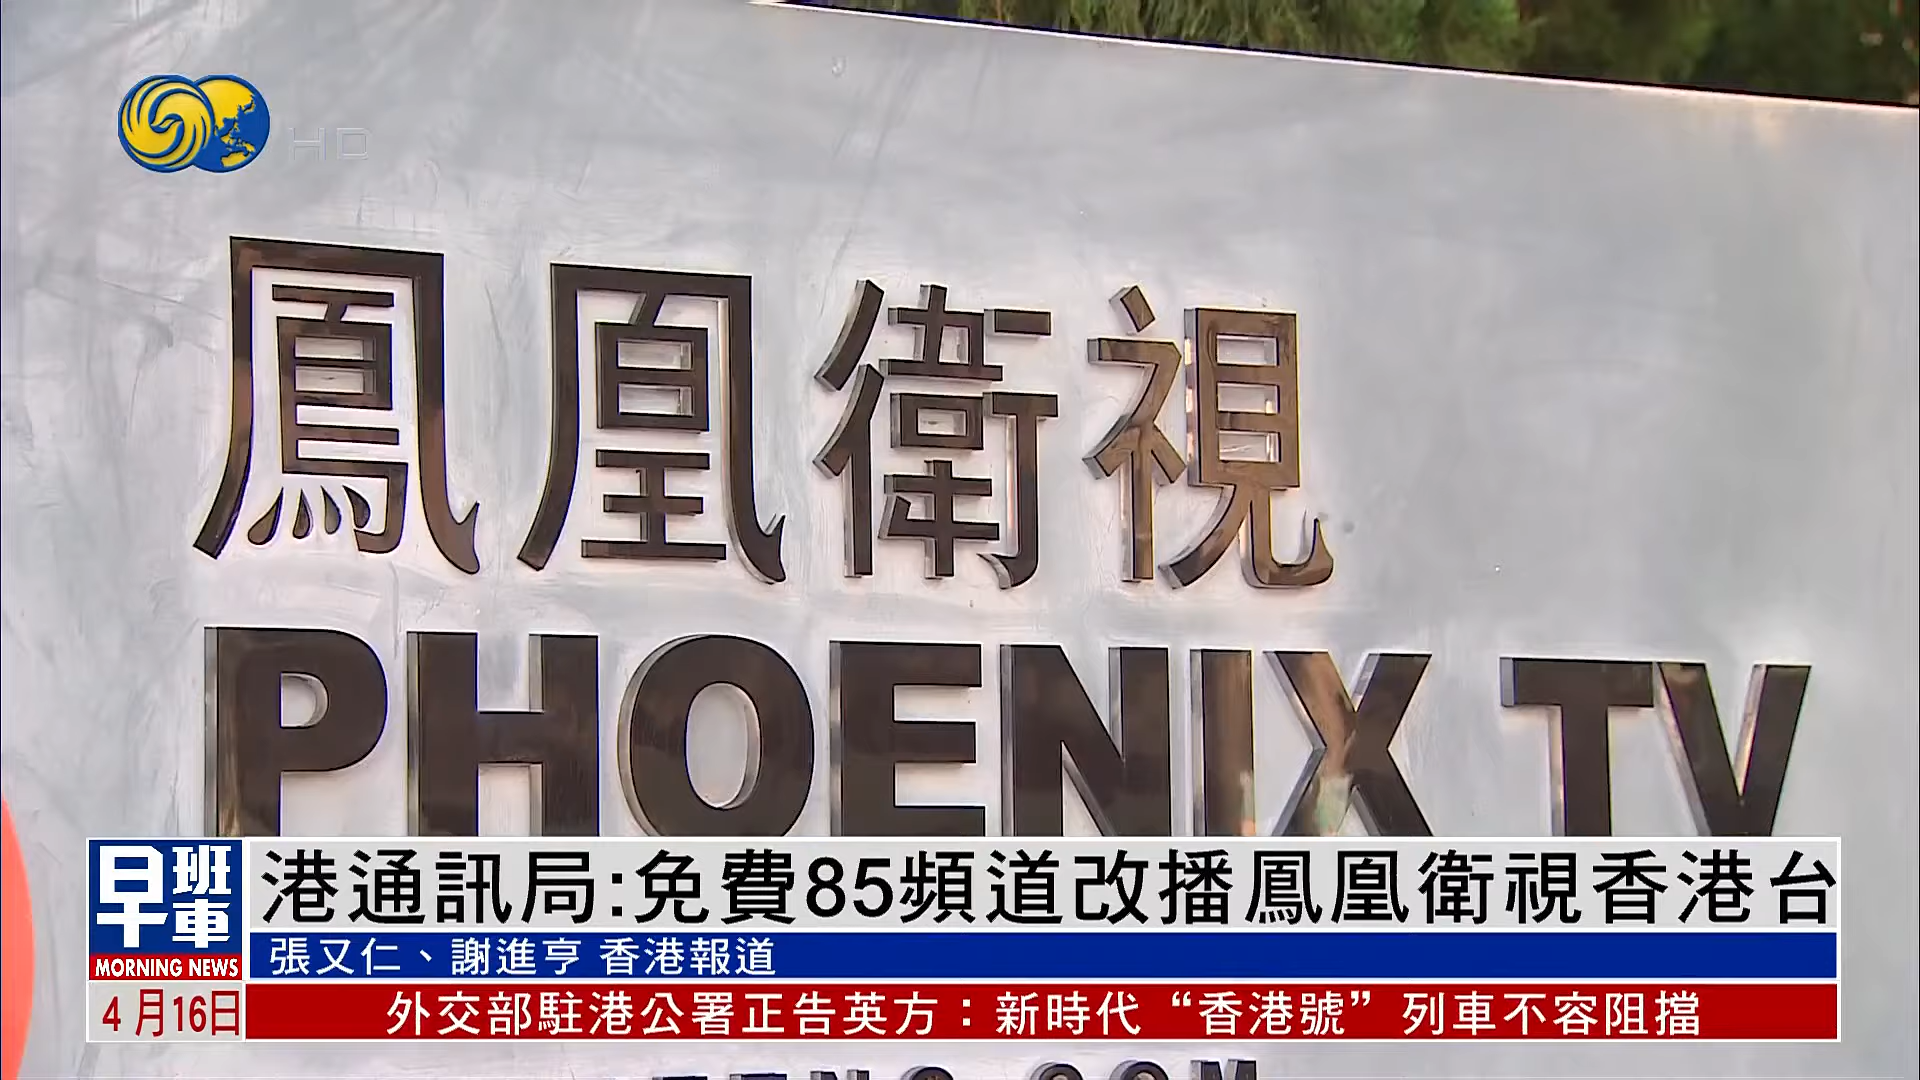 HD
鳳凰衛視
PHOENIX TV
早班車
港通訊局:免費85頻道改播鳳凰衛視香港台
張又仁、謝進亨 香港報道
MORNING NEWS
4月16日
外交部駐港公署正告英方：新時代“香港號”列車不容阻擋